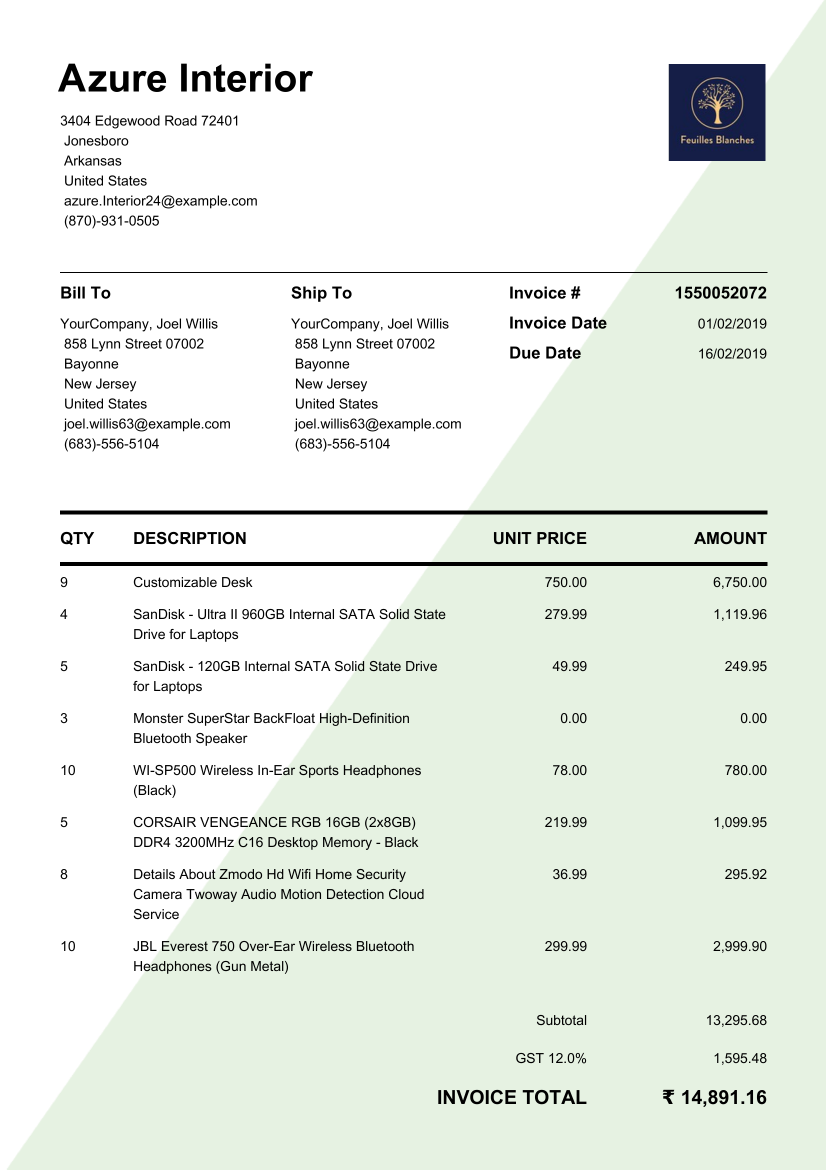 Azure Interior
Feuilles Blanches
3404 Edgewood Road 72401
Jonesboro
Arkansas
United States
azure.Interior24@example.com
(870)-931-0505
Bill To
YourCompany, Joel Willis
858 Lynn Street 07002
Bayonne
New Jersey
United States
joel.willis63@example.com
(683)-556-5104
Ship To
YourCompany, Joel Willis
858 Lynn Street 07002
Bayonne
New Jersey
United States
joel.willis63@example.com
(683)-556-5104
Invoice # 1550052072
Invoice Date 01/02/2019
Due Date 16/02/2019
QTY DESCRIPTION UNIT PRICE AMOUNT
9 Customizable Desk 750.00 6,750.00
4 SanDisk - Ultra II 960GB Internal SATA Solid State 279.99 1,119.96
Drive for Laptops
5 SanDisk - 120GB Internal SATA Solid State Drive 49.99 249.95
for Laptops
3 Monster SuperStar BackFloat High-Definition 0.00 0.00
Bluetooth Speaker
10 WI-SP500 Wireless In-Ear Sports Headphones 78.00 780.00
(Black)
5 CORSAIR VENGEANCE RGB 16GB (2x8GB) 219.99 1,099.95
DDR4 3200MHz C16 Desktop Memory - Black
8 Details About Zmodo Hd Wifi Home Security 36.99 295.92
Camera Twoway Audio Motion Detection Cloud
Service
10 JBL Everest 750 Over-Ear Wireless Bluetooth 299.99 2,999.90
Headphones (Gun Metal)
Subtotal 13,295.68
GST 12.0% 1,595.48
INVOICE TOTAL ₹ 14,891.16